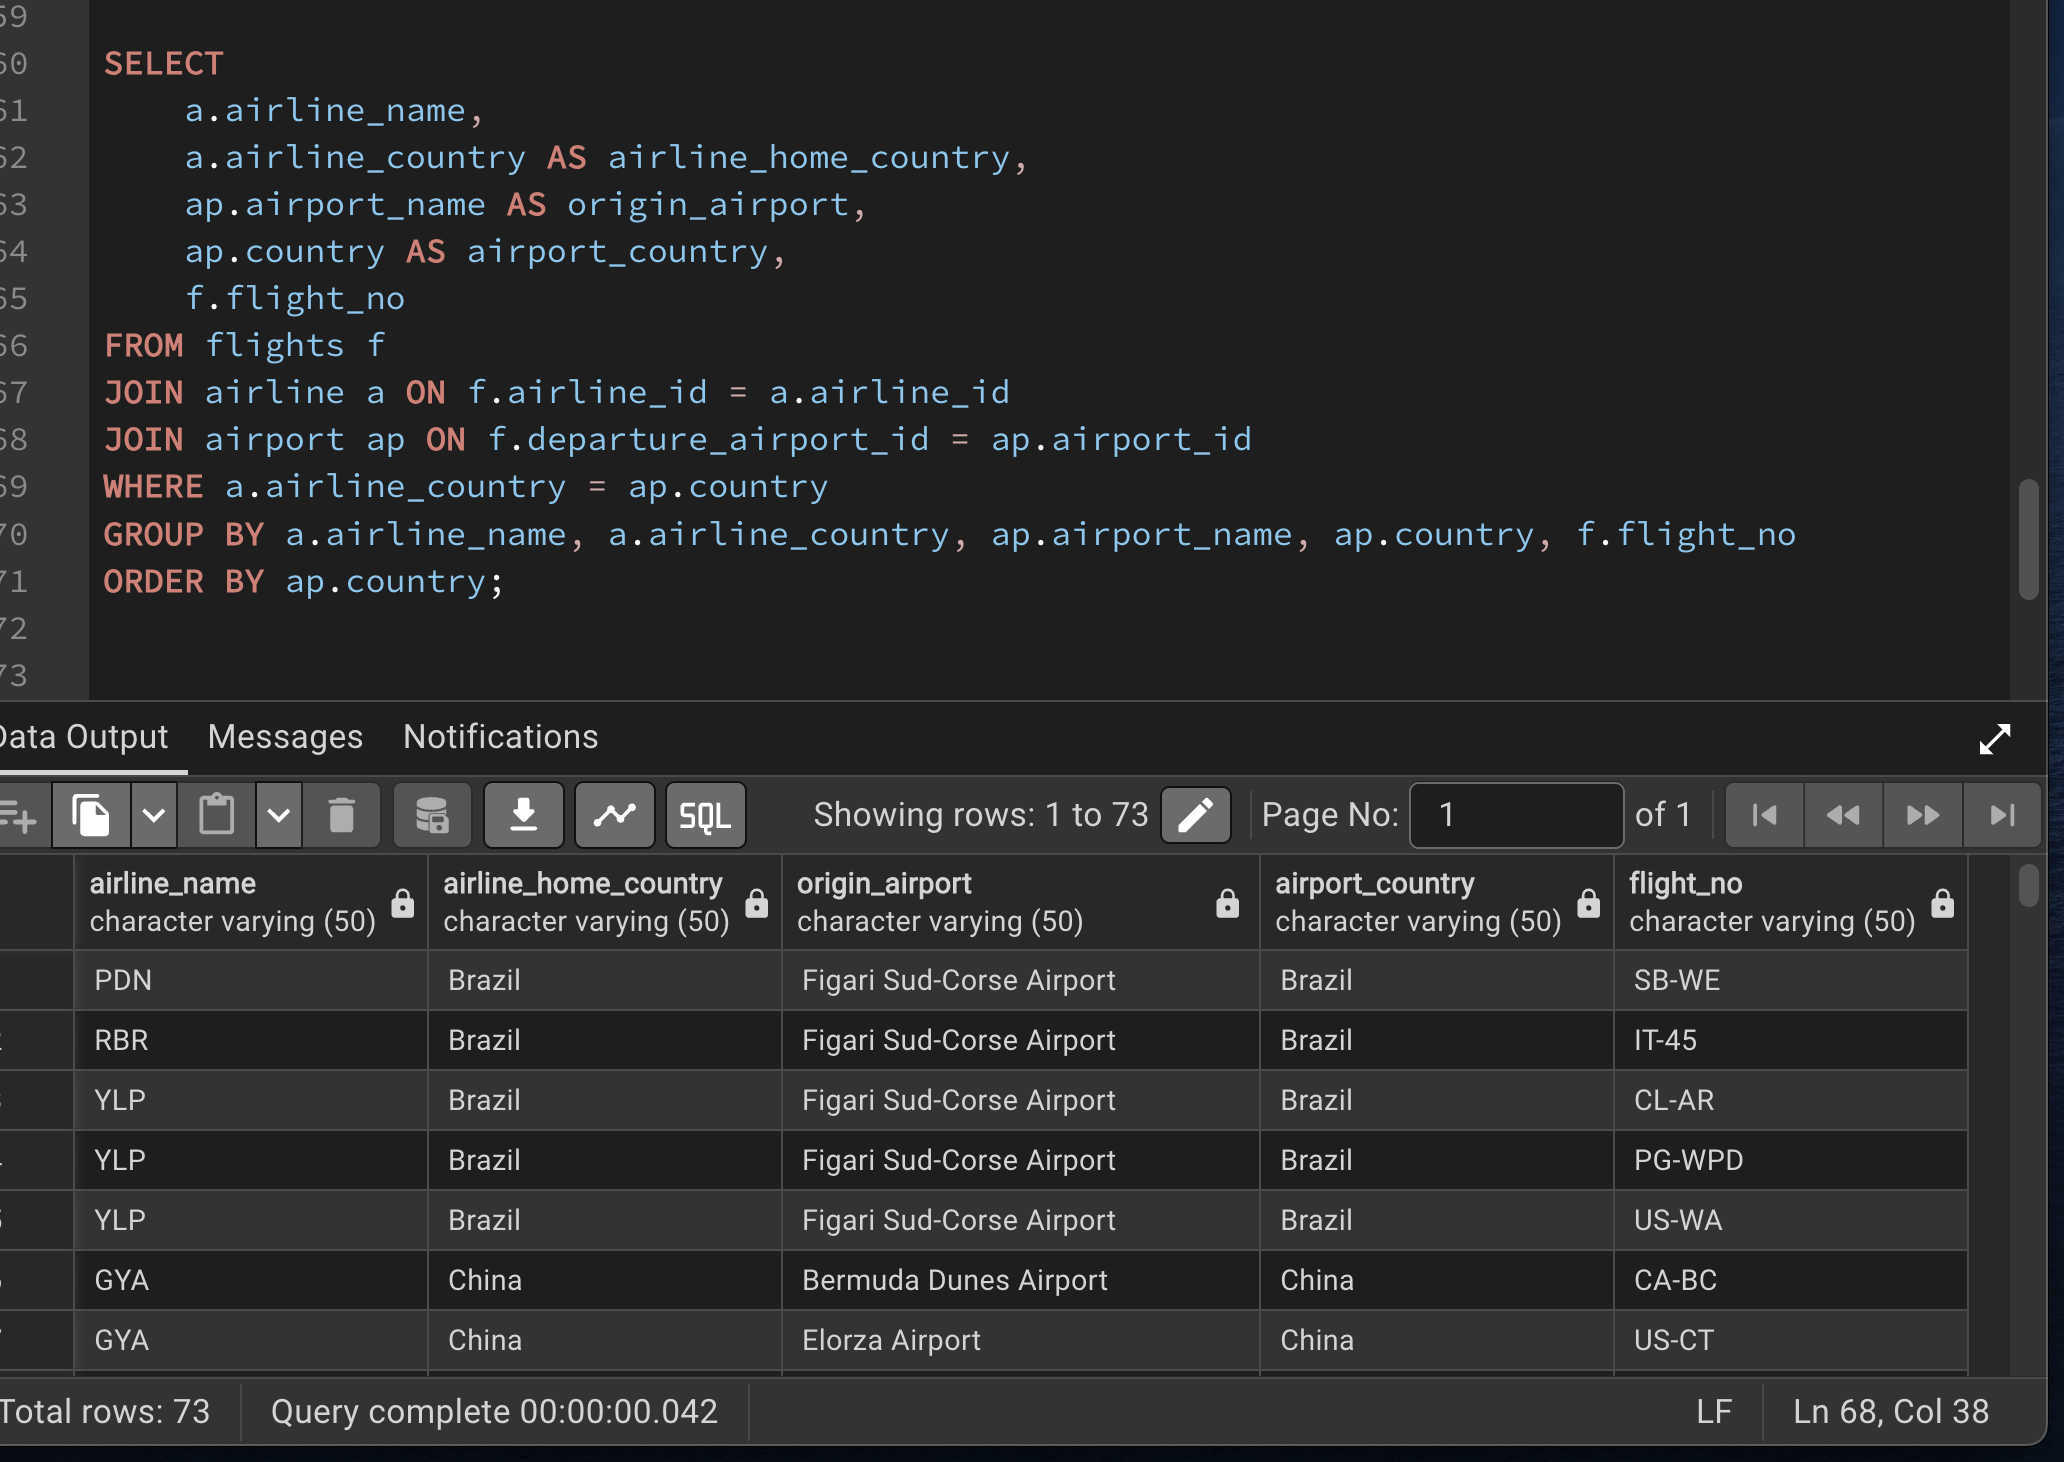 59
60 SELECT
61 a.airline_name,
62 a.airline_country AS airline_home_country,
63 ap.airport_name AS origin_airport,
64 ap.country AS airport_country,
65 f.flight_no
66 FROM flights f
67 JOIN airline a ON f.airline_id = a.airline_id
68 JOIN airport ap ON f.departure_airport_id = ap.airport_id
69 WHERE a.airline_country = ap.country
70 GROUP BY a.airline_name, a.airline_country, ap.airport_name, ap.country, f.flight_no
71 ORDER BY ap.country;
72
73
Data Output Messages Notifications
SQL Showing rows: 1 to 73 Page No: 1 of 1
airline_name airline_home_country origin_airport airport_country flight_no
character varying (50) character varying (50) character varying (50) character varying (50) character varying (50)
PDN Brazil Figari Sud-Corse Airport Brazil SB-WE
RBR Brazil Figari Sud-Corse Airport Brazil IT-45
YLP Brazil Figari Sud-Corse Airport Brazil CL-AR
YLP Brazil Figari Sud-Corse Airport Brazil PG-WPD
YLP Brazil Figari Sud-Corse Airport Brazil US-WA
GYA China Bermuda Dunes Airport China CA-BC
GYA China Elorza Airport China US-CT
Total rows: 73 Query complete 00:00:00.042 LF Ln 68, Col 38